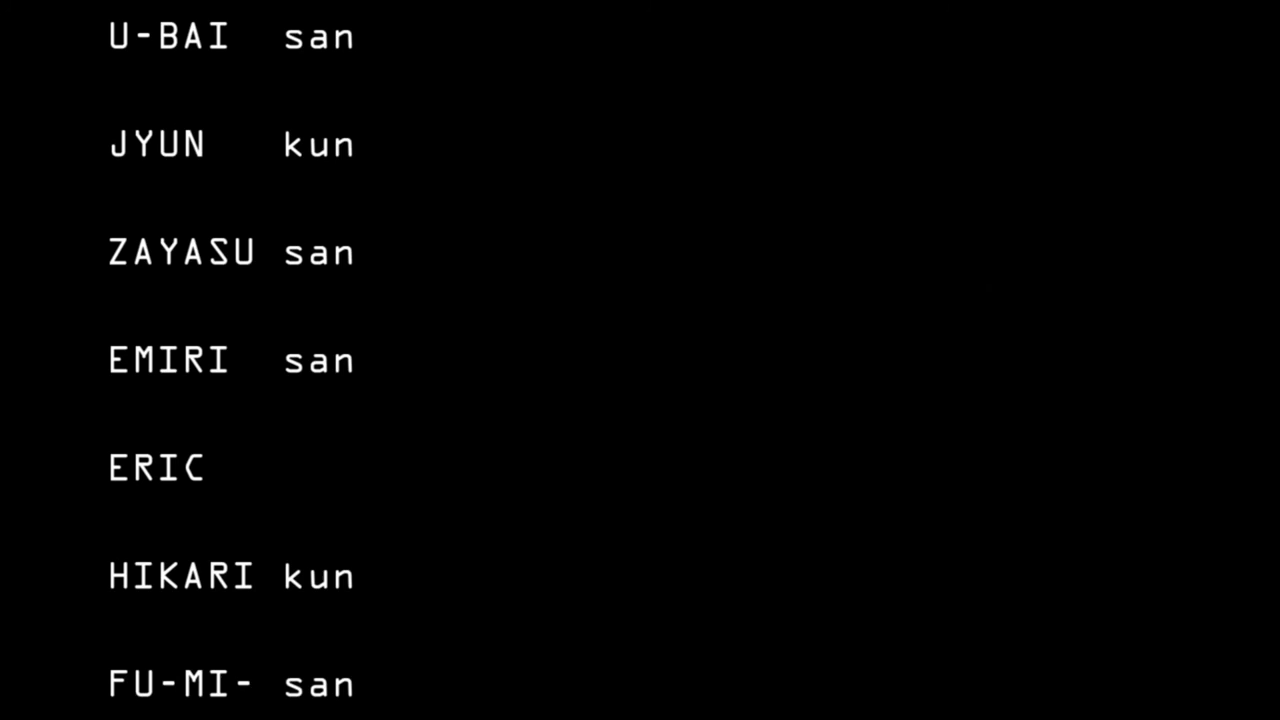 U-BAI san
JYUN kun
ZAYASU san
EMIRI san
ERIC
HIKARI kun
FU-MI- san